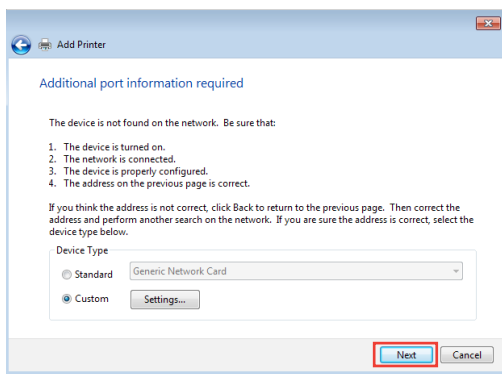 Add Printer
Additional port information required
The device is not found on the network. Be sure that:
1. The device is turned on.
2. The network is connected.
3. The device is properly configured.
4. The address on the previous page is correct.
If you think the address is not correct, click Back to return to the previous page. Then correct the
address and perform another search on the network. If you are sure the address is correct, select the
device type below.
Device Type
Standard
Generic Network Card
Custom
Settings...
Next
Cancel